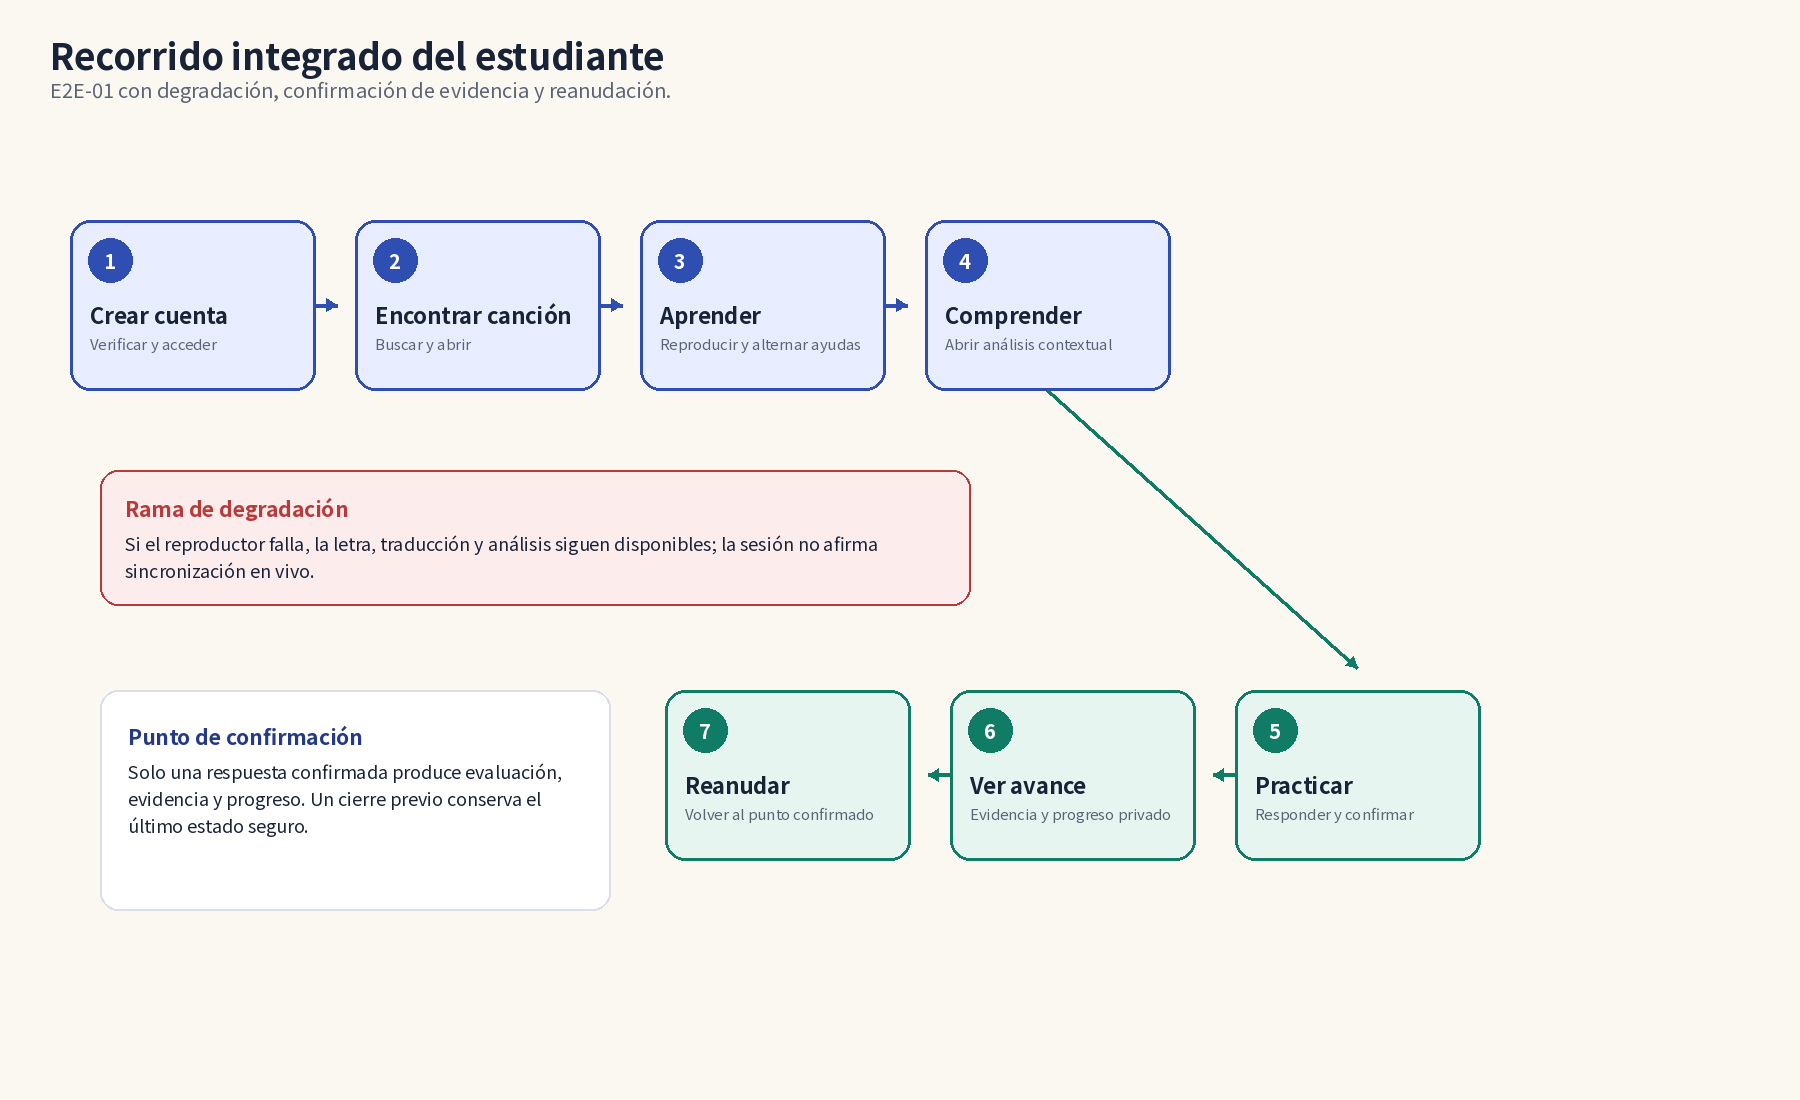 Recorrido integrado del estudiante
E2E-01 con degradación, confirmación de evidencia y reanudación.
1
Crear cuenta
Verificar y acceder
2
Encontrar canción
Buscar y abrir
3
Aprender
Reproducir y alternar ayudas
4
Comprender
Abrir análisis contextual
Rama de degradación
Si el reproductor falla, la letra, traducción y análisis siguen disponibles; la sesión no afirma
sincronización en vivo.
Punto de confirmación
Solo una respuesta confirmada produce evaluación,
evidencia y progreso. Un cierre previo conserva el
último estado seguro.
7
Reanudar
Volver al punto confirmado
6
Ver avance
Evidencia y progreso privado
5
Practicar
Responder y confirmar